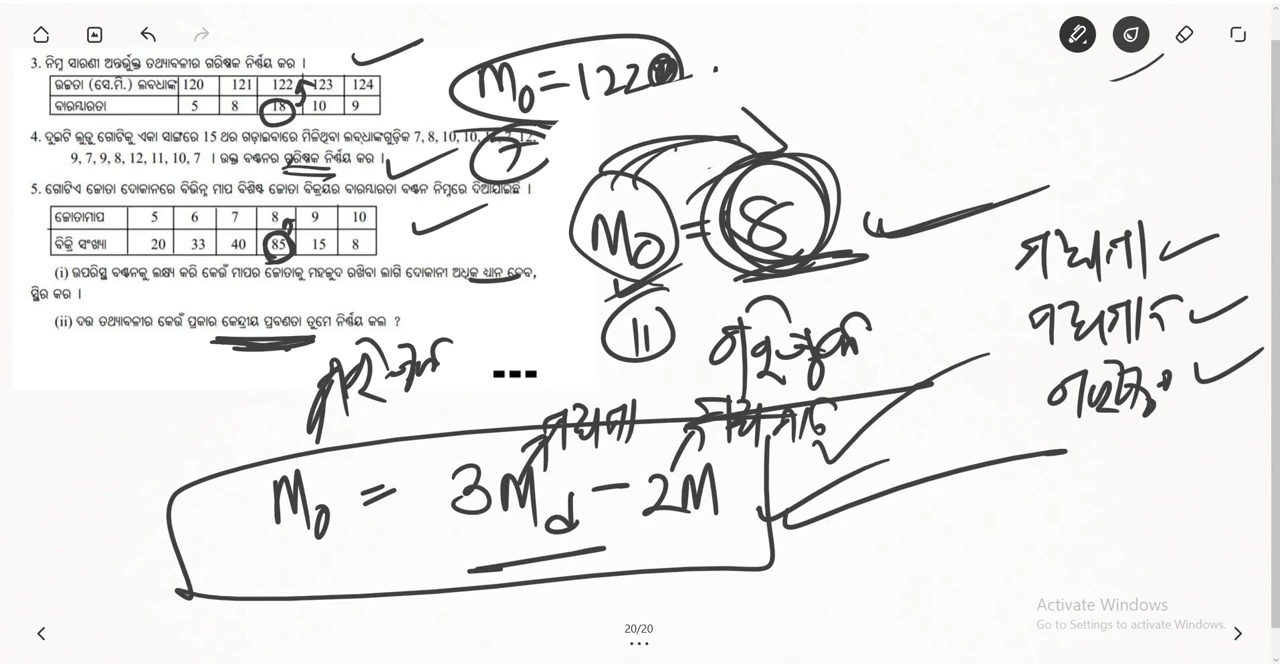 3. ନିମ୍ନ ସାରଣୀ ଅନ୍ତର୍ଭୁକ୍ତ ତଥ୍ୟାବଳୀର ଗରିଷ୍ଠକ ନିର୍ଣ୍ଣୟ କର ।
ଉଚ୍ଚତା (ସେ.ମି.) ଲବଧାଙ୍କ 120 121 122 123 124
ବାରମ୍ବାରତା 5 8 18 10 9
M₀ = 122
4. ଦୁଇଟି ଲୁଡୁ ଗୋଟିକୁ ଏକା ସାଙ୍ଗରେ 15 ଥର ଗଡ଼ାଇବାରେ ମିଳିଥିବା ଲବ୍ଧାଙ୍କଗୁଡ଼ିକ 7, 8, 10, 10, 7, 12,
9, 7, 9, 8, 12, 11, 10, 7 । ଉକ୍ତ ବଣ୍ଟନର ଗରିଷ୍ଠକ ନିର୍ଣ୍ଣୟ କର ।
7
5. ଗୋଟିଏ ଜୋତା ଦୋକାନରେ ବିଭିନ୍ନ ମାପ ବିଶିଷ୍ଟ ଜୋତା ବିକ୍ରୟର ବାରମ୍ବାରତା ବଣ୍ଟନ ନିମ୍ନରେ ଦିଆଯାଇଛି ।
ଜୋତାମାପ 5 6 7 8 9 10
ବିକ୍ରି ସଂଖ୍ୟା 20 33 40 85 15 8
M₀ = 8
(i) ଉପରିସ୍ଥ ବଣ୍ଟନକୁ ଲକ୍ଷ୍ୟ କରି କେଉଁ ମାପର ଜୋତାକୁ ମହଜୁଦ ରଖିବା ଲାଗି ଦୋକାନୀ ଅଧିକ ଧ୍ୟାନ ଦେବ,
ସ୍ଥିର କର ।
(ii) ଦତ୍ତ ତଥ୍ୟାବଳୀର କେଉଁ ପ୍ରକାର କେନ୍ଦ୍ରୀୟ ପ୍ରବଣତା ତୁମେ ନିର୍ଣ୍ଣୟ କଲ ?
11
M₀ = 3M_d − 2M
Activate Windows
Go to Settings to activate Windows.
20/20